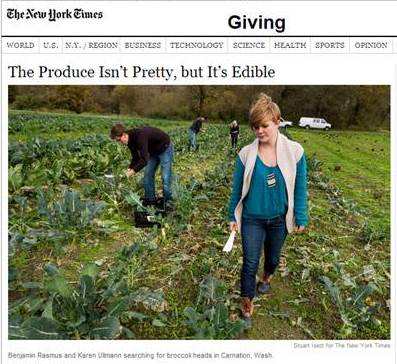 The New York Times
Giving
WORLD U.S. N.Y. / REGION BUSINESS TECHNOLOGY SCIENCE HEALTH SPORTS OPINION
The Produce Isn't Pretty, but It's Edible
Stuart Isett for The New York Times
Benjamin Rasmus and Karen Ullmann searching for broccoli heads in Carnation, Wash.